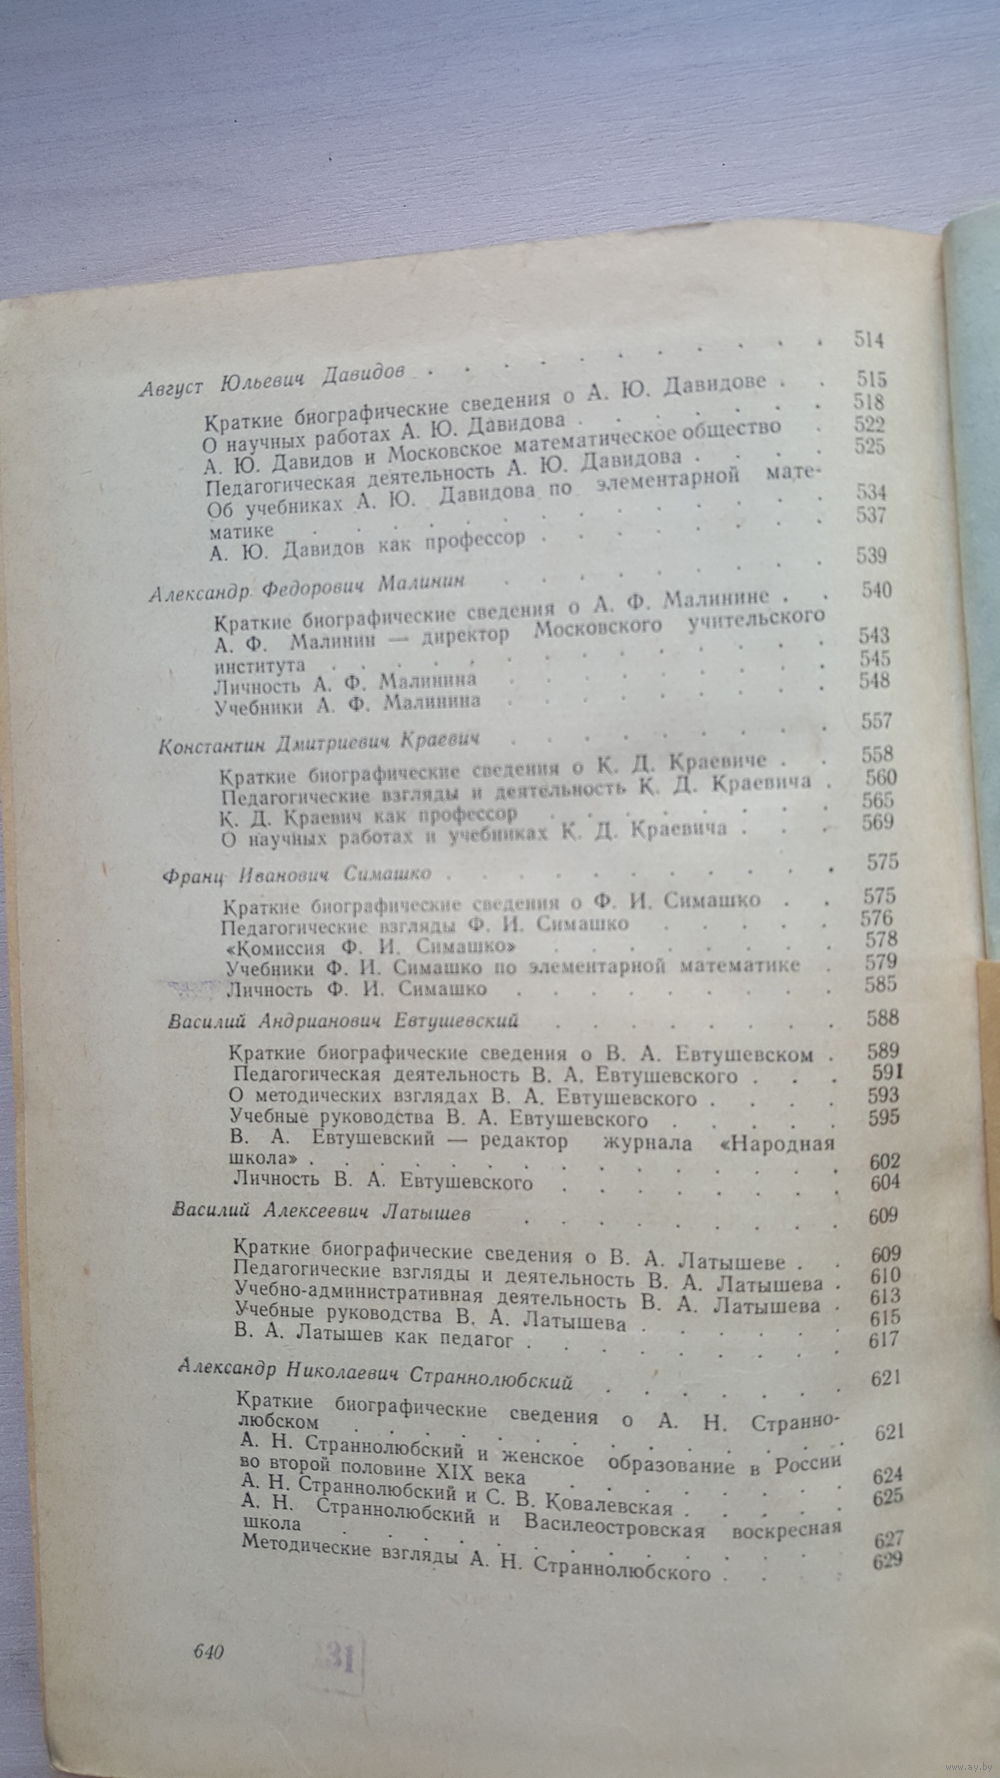 Август Юльевич Давидов . . . . . . . . . . . 514
Краткие биографические сведения о А. Ю. Давидове . . 515
О научных работах А. Ю. Давидова . . . . . . . 518
А. Ю. Давидов и Московское математическое общество . 522
Педагогическая деятельность А. Ю. Давидова . . . . 525
Об учебниках А. Ю. Давидова по элементарной мате-
матике . . . . . . . . . . . . 534
А. Ю. Давидов как профессор . . . . . . . . 537
Александр Федорович Малинин . . . . . . . . . 539
Краткие биографические сведения о А. Ф. Малинине . . 540
А. Ф. Малинин — директор Московского учительского
института . . . . . . . . . . . . 543
Личность А. Ф. Малинина . . . . . . . . . 545
Учебники А. Ф. Малинина . . . . . . . . . 548
Константин Дмитриевич Краевич . . . . . . . . . 557
Краткие биографические сведения о К. Д. Краевиче . . 558
Педагогические взгляды и деятельность К. Д. Краевича . 560
К. Д. Краевич как профессор . . . . . . . . 565
О научных работах и учебниках К. Д. Краевича . . . 569
Франц Иванович Симашко . . . . . . . . . . . 575
Краткие биографические сведения о Ф. И. Симашко . . 575
Педагогические взгляды Ф. И. Симашко . . . . . 576
«Комиссия Ф. И. Симашко» . . . . . . . . 578
Учебники Ф. И. Симашко по элементарной математике . 579
Личность Ф. И. Симашко . . . . . . . . . 585
Василий Андрианович Евтушевский . . . . . . . . 588
Краткие биографические сведения о В. А. Евтушевском . 589
Педагогическая деятельность В. А. Евтушевского . . . 591
О методических взглядах В. А. Евтушевского . . . . 593
Учебные руководства В. А. Евтушевского . . . . . 595
В. А. Евтушевский — редактор журнала «Народная
школа» . . . . . . . . . . . . . 602
Личность В. А. Евтушевского . . . . . . . . 604
Василий Алексеевич Латышев . . . . . . . . . 609
Краткие биографические сведения о В. А. Латышеве . . 609
Педагогические взгляды и деятельность В. А. Латышева . 610
Учебно-административная деятельность В. А. Латышева . 613
Учебные руководства В. А. Латышева . . . . . . 615
В. А. Латышев как педагог . . . . . . . . . 617
Александр Николаевич Страннолюбский . . . . . . . 621
Краткие биографические сведения о А. Н. Странно-
любском . . . . . . . . . . . . . 621
А. Н. Страннолюбский и женское образование в России
во второй половине XIX века . . . . . . . . 624
А. Н. Страннолюбский и С. В. Ковалевская . . . . . 625
А. Н. Страннолюбский и Василеостровская воскресная
школа . . . . . . . . . . . . . 627
Методические взгляды А. Н. Страннолюбского . . . . 629
640
31
www.ay.by